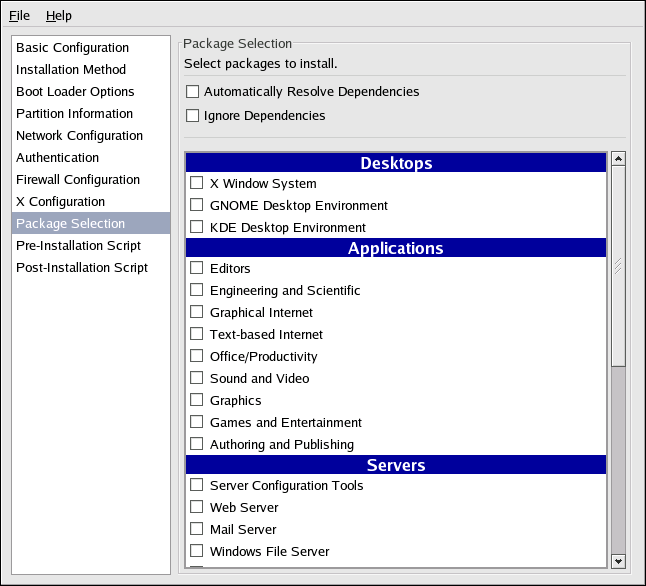 File Help
Basic Configuration
Installation Method
Boot Loader Options
Partition Information
Network Configuration
Authentication
Firewall Configuration
X Configuration
Package Selection
Pre-Installation Script
Post-Installation Script
Package Selection
Select packages to install.
Automatically Resolve Dependencies
Ignore Dependencies
Desktops
X Window System
GNOME Desktop Environment
KDE Desktop Environment
Applications
Editors
Engineering and Scientific
Graphical Internet
Text-based Internet
Office/Productivity
Sound and Video
Graphics
Games and Entertainment
Authoring and Publishing
Servers
Server Configuration Tools
Web Server
Mail Server
Windows File Server